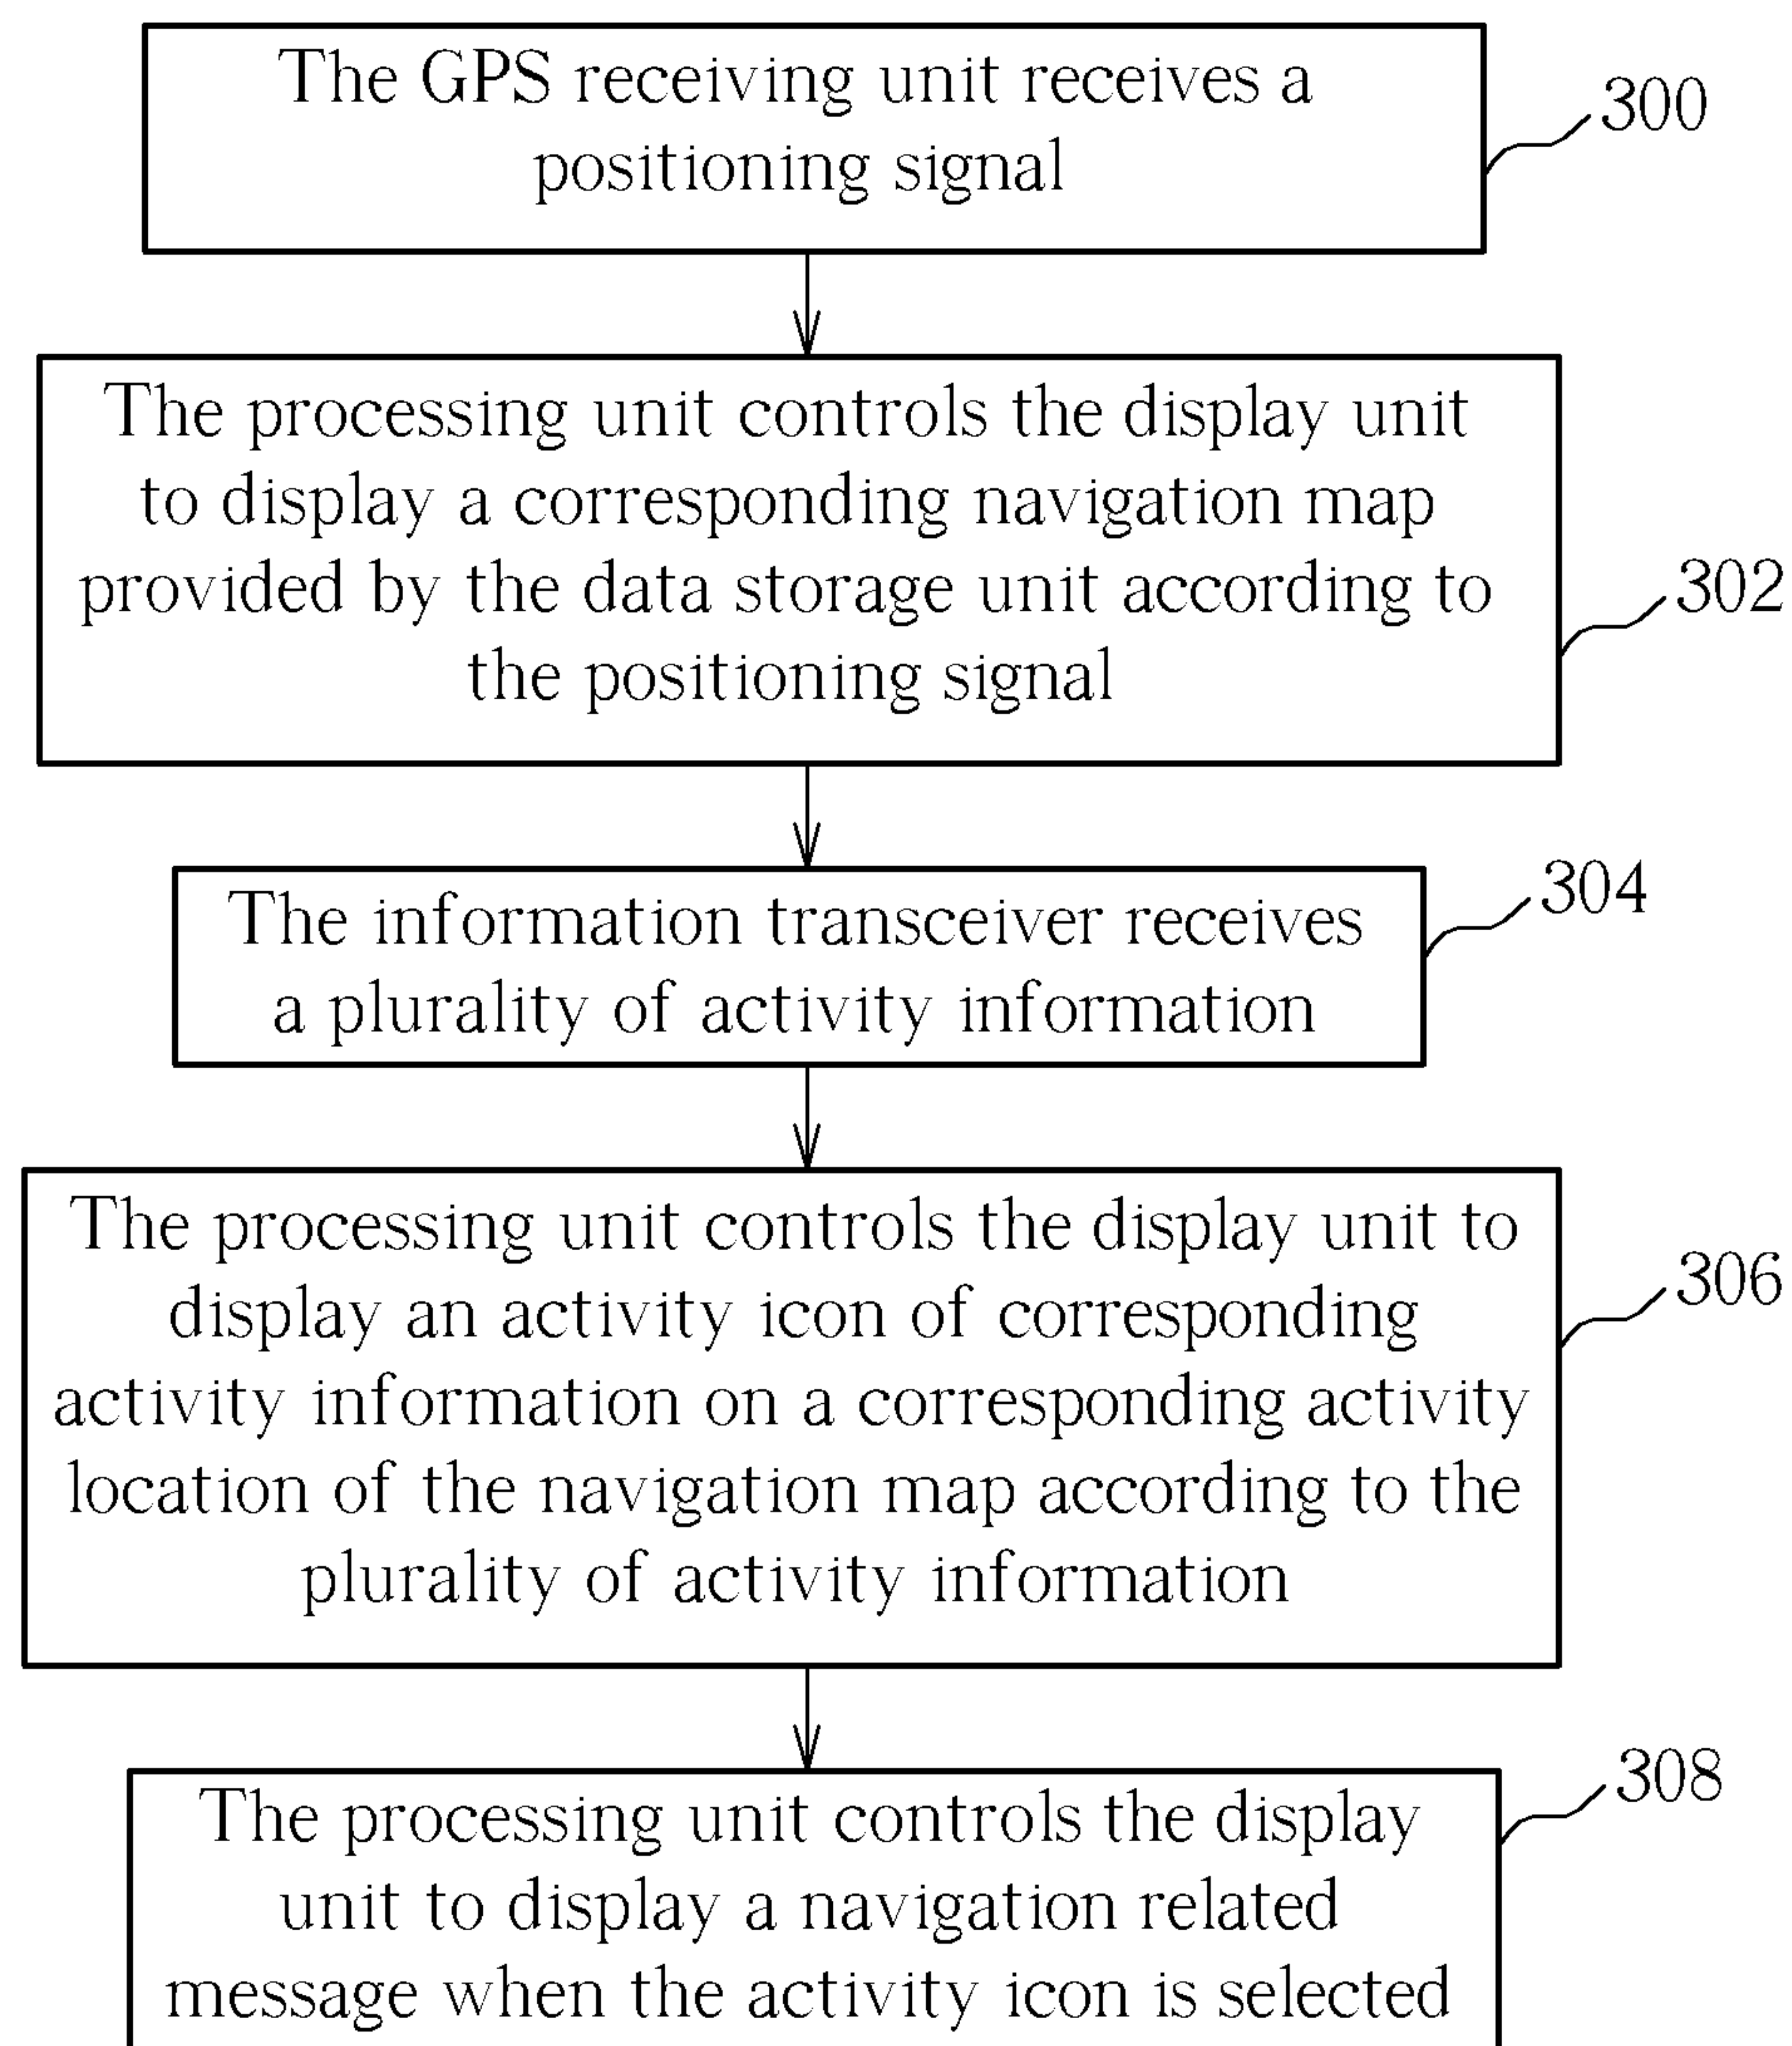 The GPS receiving unit receives a
positioning signal
300
The processing unit controls the display unit
to display a corresponding navigation map
provided by the data storage unit according to
the positioning signal
302
The information transceiver receives
a plurality of activity information
304
The processing unit controls the display unit to
display an activity icon of corresponding
activity information on a corresponding activity
location of the navigation map according to the
plurality of activity information
306
The processing unit controls the display
unit to display a navigation related
message when the activity icon is selected
308